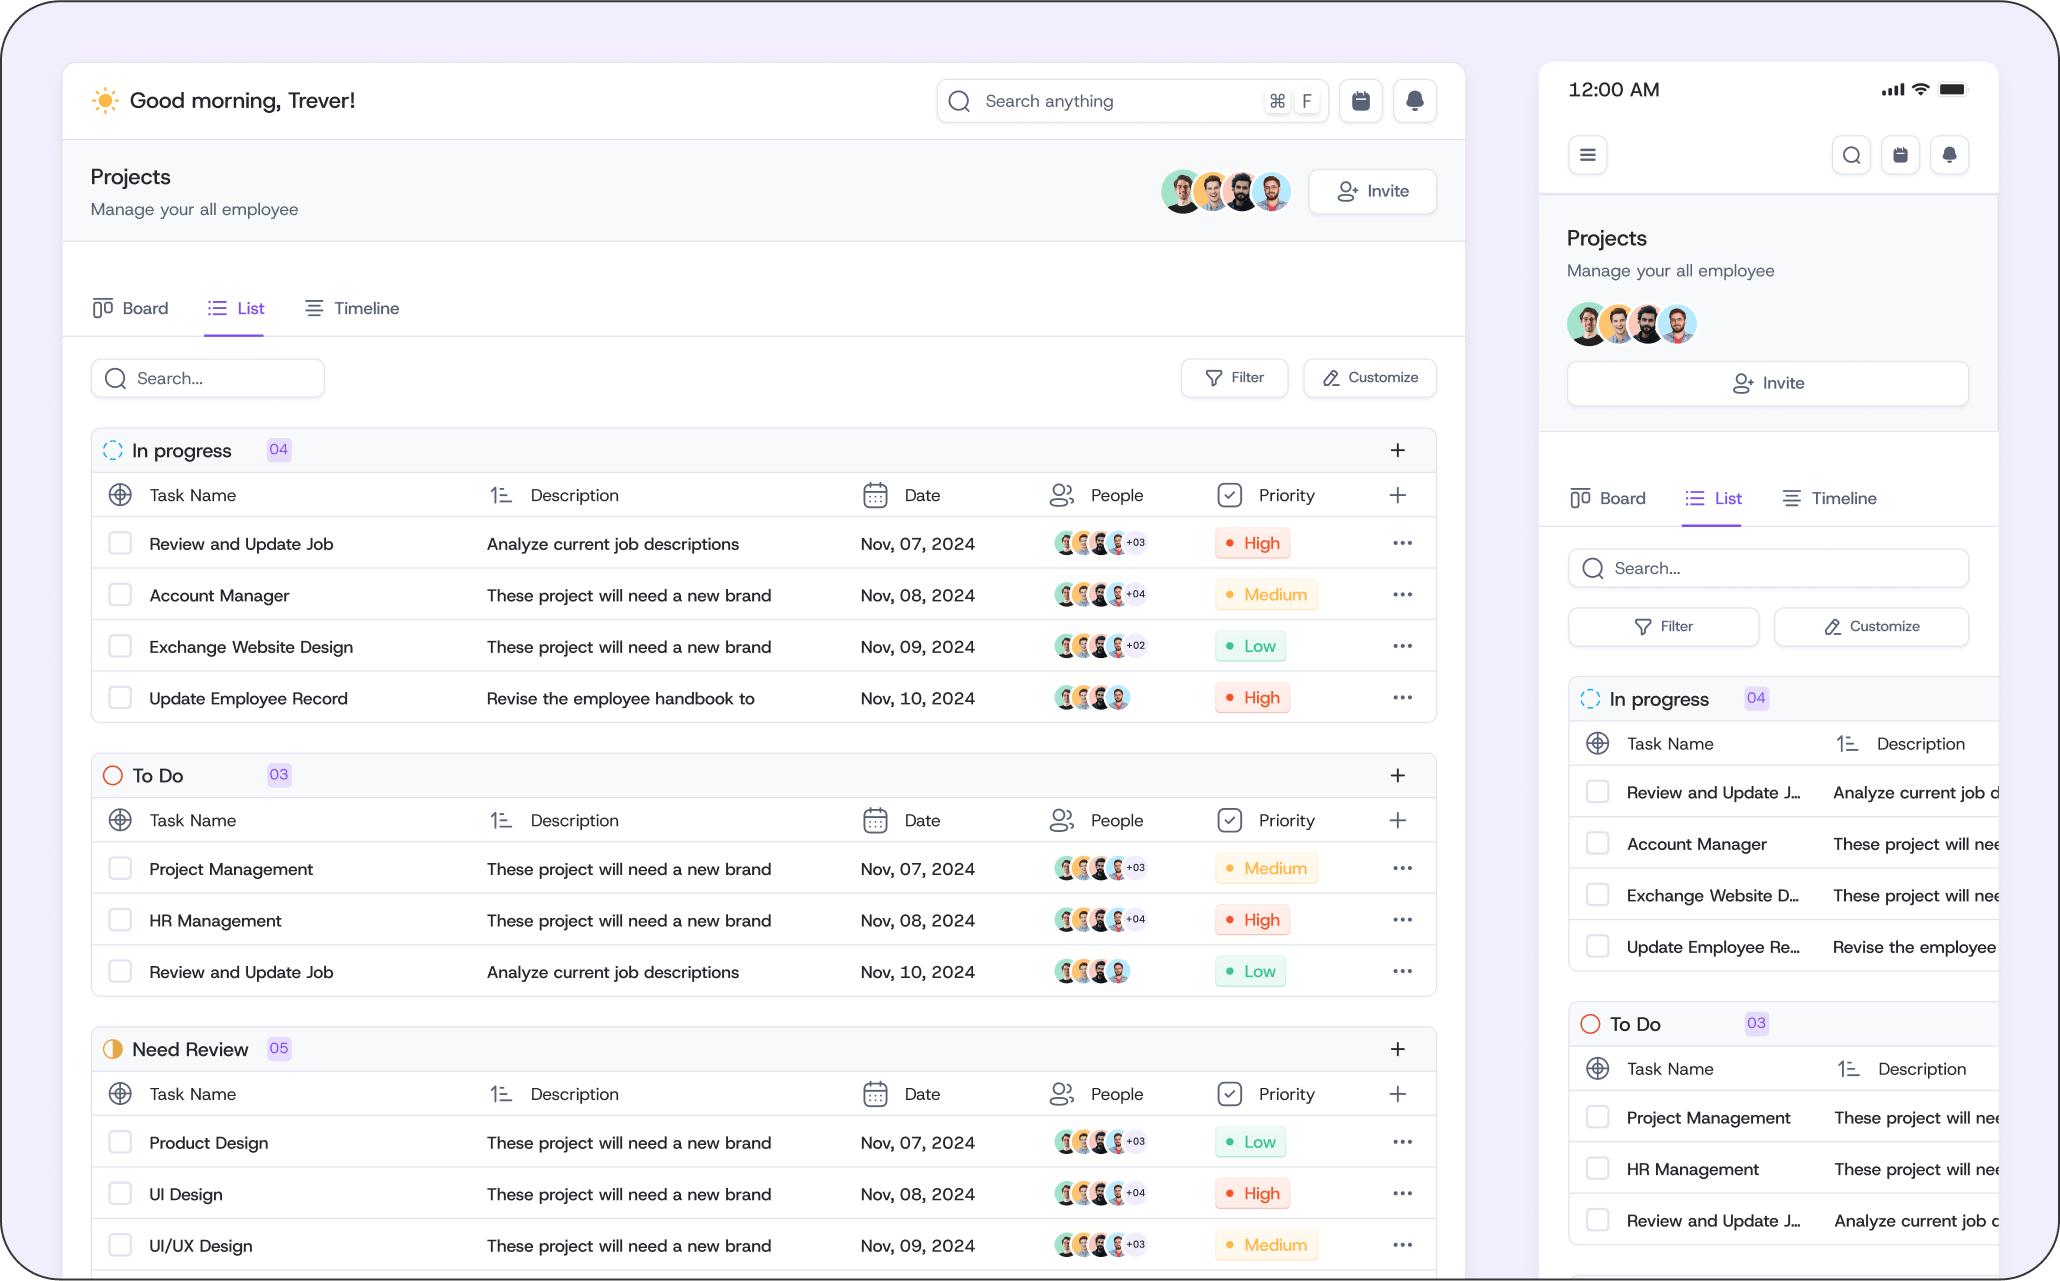 Good morning, Trever!
Search anything ⌘ F
Projects
Manage your all employee
Invite
Board List Timeline
Search...
Filter Customize
In progress 04
Task Name Description Date People Priority
Review and Update Job Analyze current job descriptions Nov, 07, 2024 +03 High
Account Manager These project will need a new brand Nov, 08, 2024 +04 Medium
Exchange Website Design These project will need a new brand Nov, 09, 2024 +02 Low
Update Employee Record Revise the employee handbook to Nov, 10, 2024 High
To Do 03
Task Name Description Date People Priority
Project Management These project will need a new brand Nov, 07, 2024 +03 Medium
HR Management These project will need a new brand Nov, 08, 2024 +04 High
Review and Update Job Analyze current job descriptions Nov, 10, 2024 Low
Need Review 05
Task Name Description Date People Priority
Product Design These project will need a new brand Nov, 07, 2024 +03 Low
UI Design These project will need a new brand Nov, 08, 2024 +04 High
UI/UX Design These project will need a new brand Nov, 09, 2024 +03 Medium
12:00 AM
Projects
Manage your all employee
Invite
Board List Timeline
Search...
Filter Customize
In progress 04
Task Name Description
Review and Update J... Analyze current job d
Account Manager These project will nee
Exchange Website D... These project will nee
Update Employee Re... Revise the employee
To Do 03
Task Name Description
Project Management These project will nee
HR Management These project will nee
Review and Update J... Analyze current job d